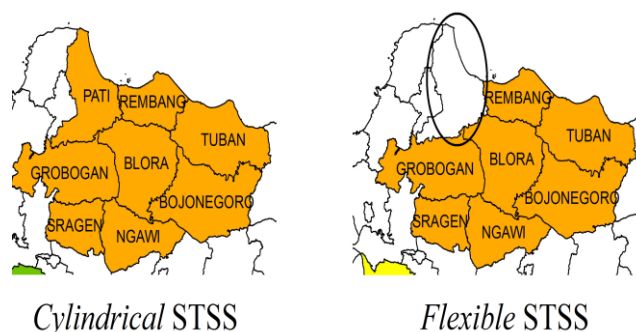 PATI
REMBANG
TUBAN
BLORA
GROBOGAN
BOJONEGORO
SRAGEN
NGAWI
Cylindrical STSS
REMBANG
TUBAN
BLORA
GROBOGAN
BOJONEGORO
SRAGEN
NGAWI
Flexible STSS